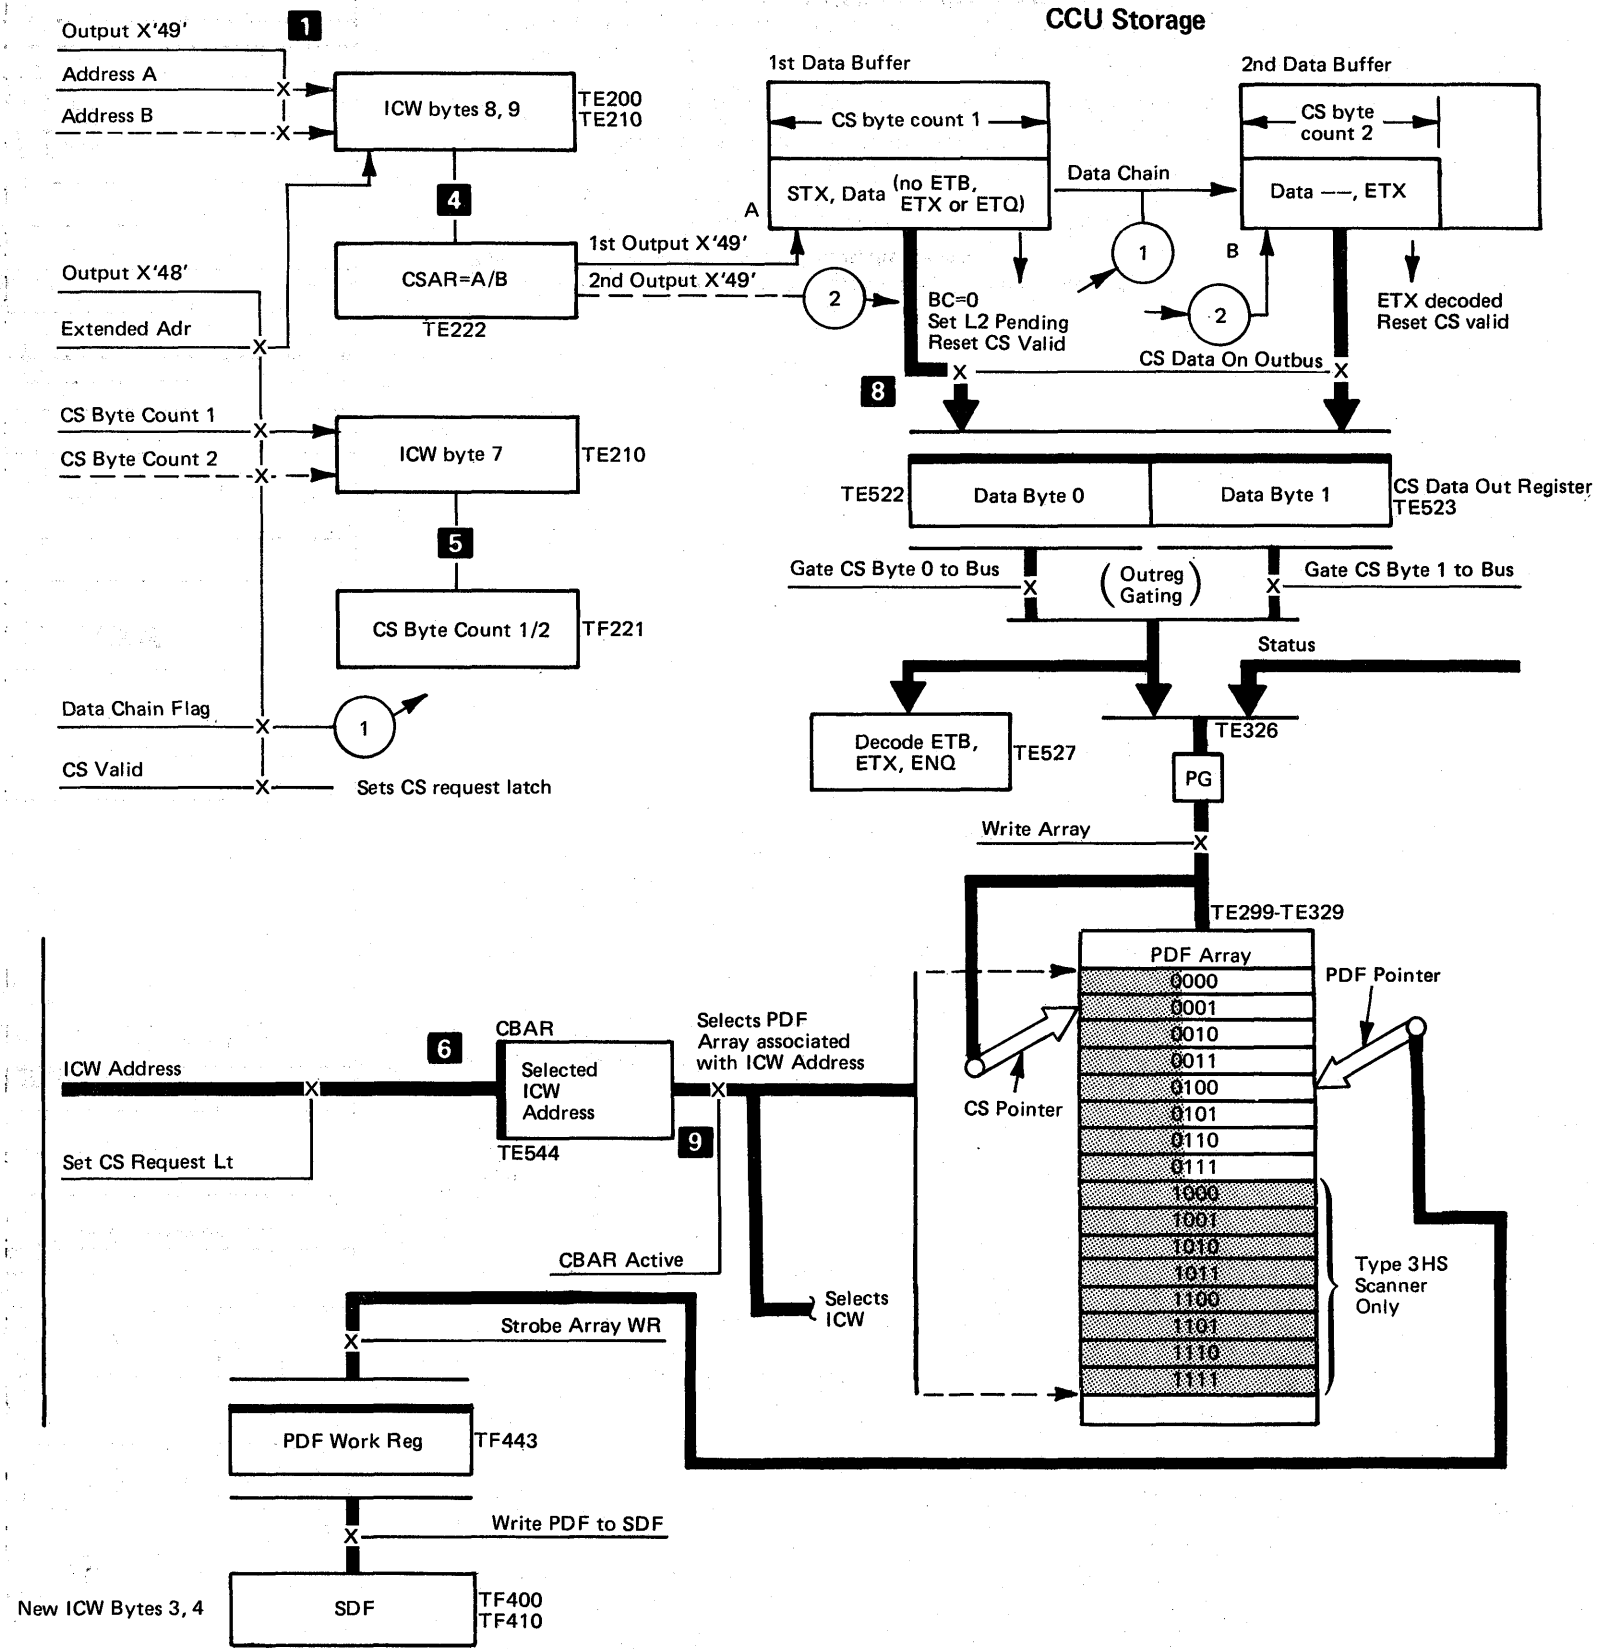 CCU Storage
Output X'49'
1
Address A
Address B
ICW bytes 8, 9
TE200
TE210
4
1st Data Buffer
CS byte count 1
STX, Data (no ETB,
ETX or ETQ)
A
Data Chain
1
2nd Data Buffer
CS byte
count 2
Data ——, ETX
B
Output X'48'
Extended Adr
CSAR=A/B
TE222
1st Output X'49'
2nd Output X'49'
2
BC=0
Set L2 Pending
Reset CS Valid
2
ETX decoded
Reset CS valid
CS Data On Outbus
8
CS Byte Count 1
CS Byte Count 2
ICW byte 7
TE210
5
CS Byte Count 1/2
TF221
TE522
Data Byte 0
Data Byte 1
CS Data Out Register
TE523
Gate CS Byte 0 to Bus
(Outreg
Gating)
Gate CS Byte 1 to Bus
Status
Data Chain Flag
1
CS Valid
Sets CS request latch
Decode ETB,
ETX, ENQ
TE527
TE326
PG
Write Array
TE299-TE329
PDF Array
0000
0001
0010
0011
0100
0101
0110
0111
1000
1001
1010
1011
1100
1101
1110
1111
PDF Pointer
CS Pointer
Type 3HS
Scanner
Only
ICW Address
6
CBAR
Selected
ICW
Address
TE544
Selects PDF
Array associated
with ICW Address
9
Set CS Request Lt
CBAR Active
Selects
ICW
Strobe Array WR
PDF Work Reg
TF443
Write PDF to SDF
New ICW Bytes 3, 4
SDF
TF400
TF410